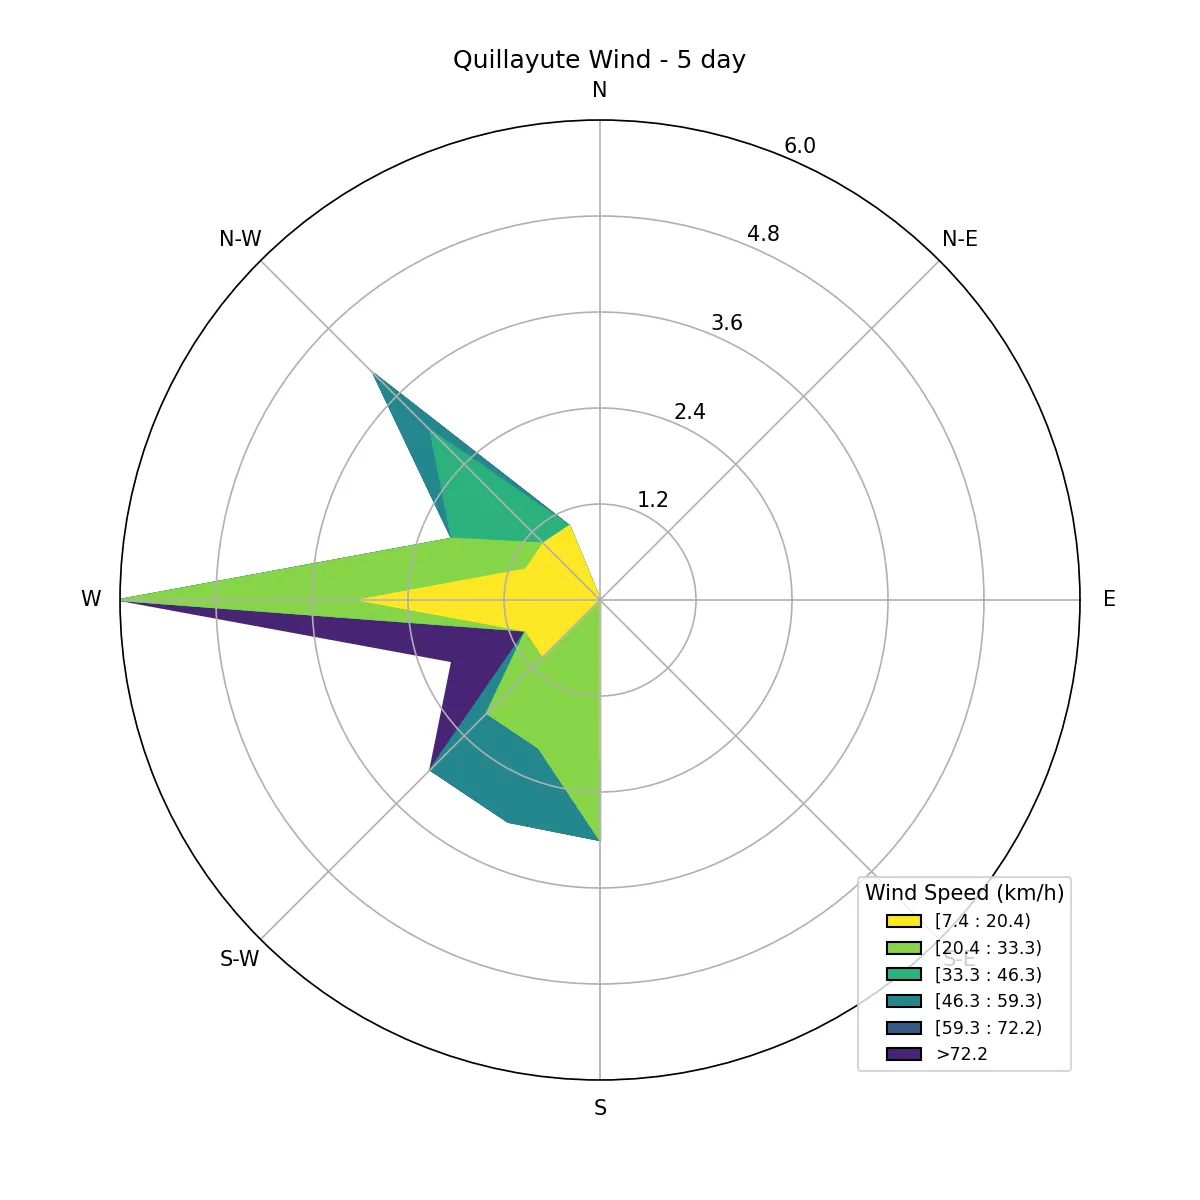 Quillayute Wind - 5 day
N
6.0
N-W
4.8
N-E
3.6
2.4
1.2
W
E
S-W
S-E
S
Wind Speed (km/h)
[7.4 : 20.4)
[20.4 : 33.3)
[33.3 : 46.3)
[46.3 : 59.3)
[59.3 : 72.2)
>72.2